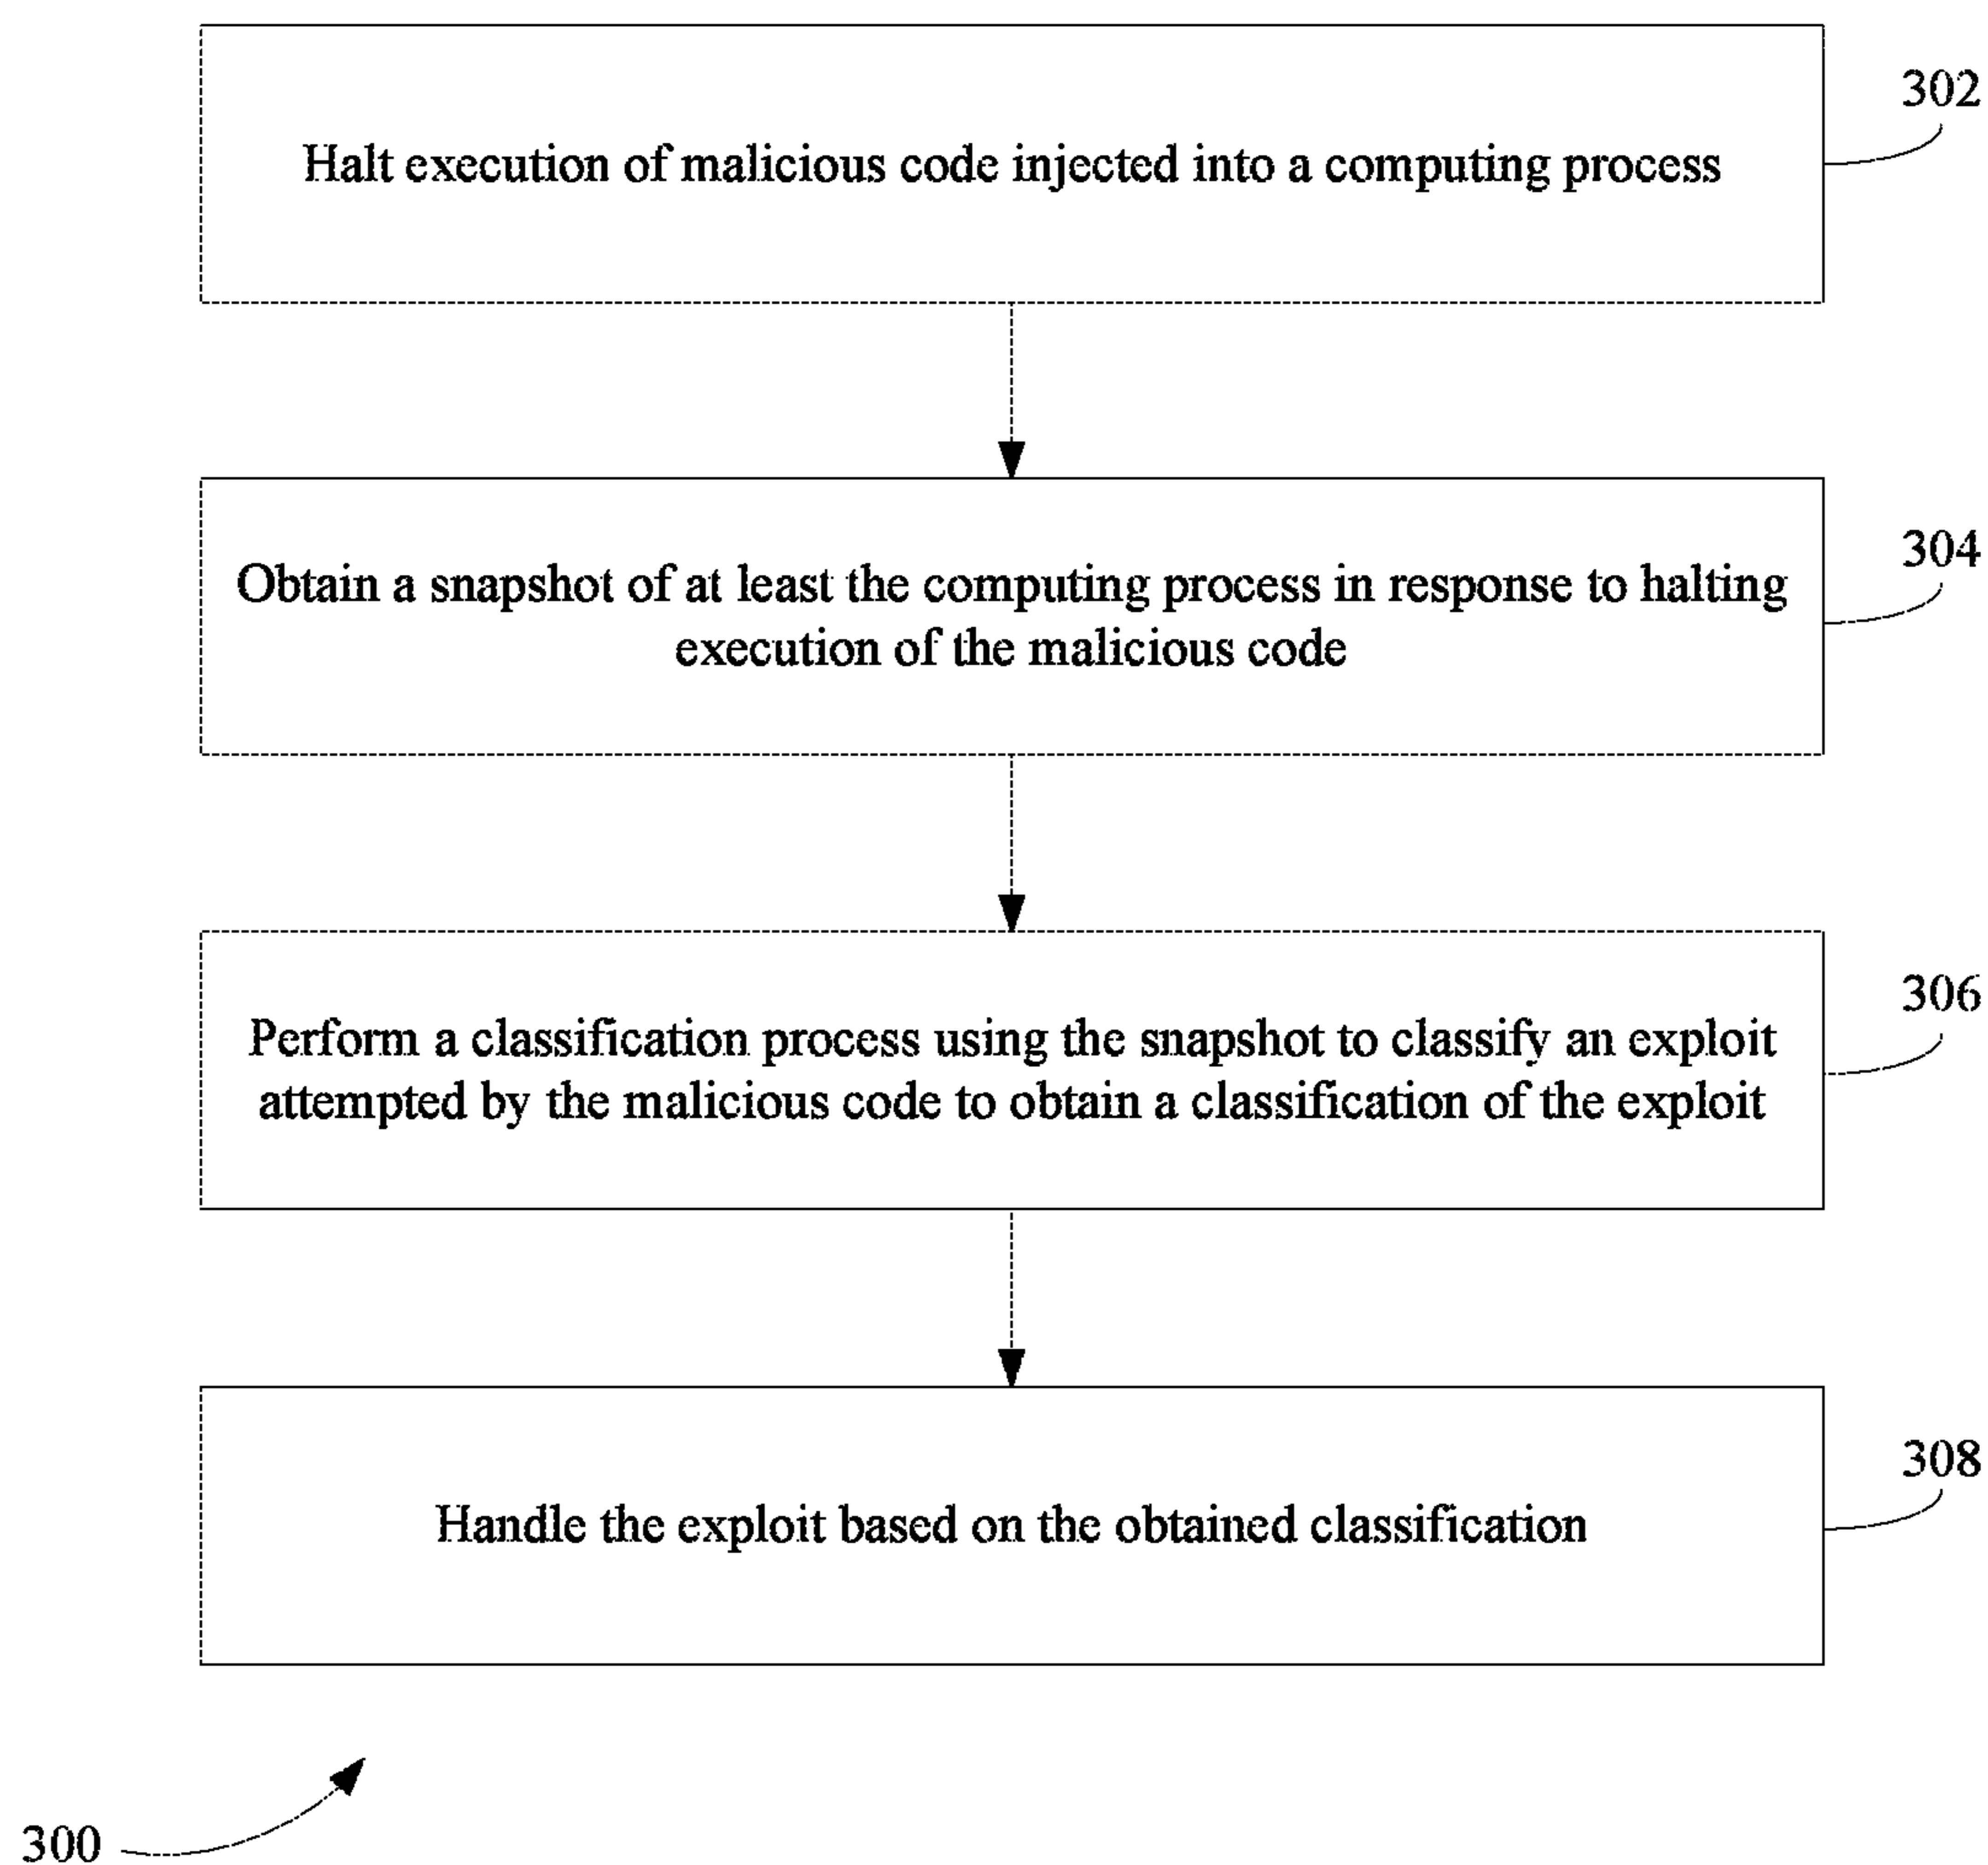 302
Halt execution of malicious code injected into a computing process
304
Obtain a snapshot of at least the computing process in response to halting
execution of the malicious code
306
Perform a classification process using the snapshot to classify an exploit
attempted by the malicious code to obtain a classification of the exploit
308
Handle the exploit based on the obtained classification
300